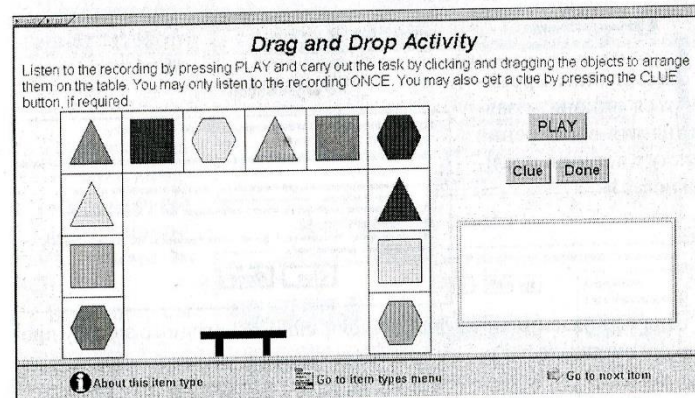 Drag and Drop Activity
Listen to the recording by pressing PLAY and carry out the task by clicking and dragging the objects to arrange
them on the table. You may only listen to the recording ONCE. You may also get a clue by pressing the CLUE
button, if required.
PLAY
Clue Done
About this item type
Go to item types menu
Go to next item